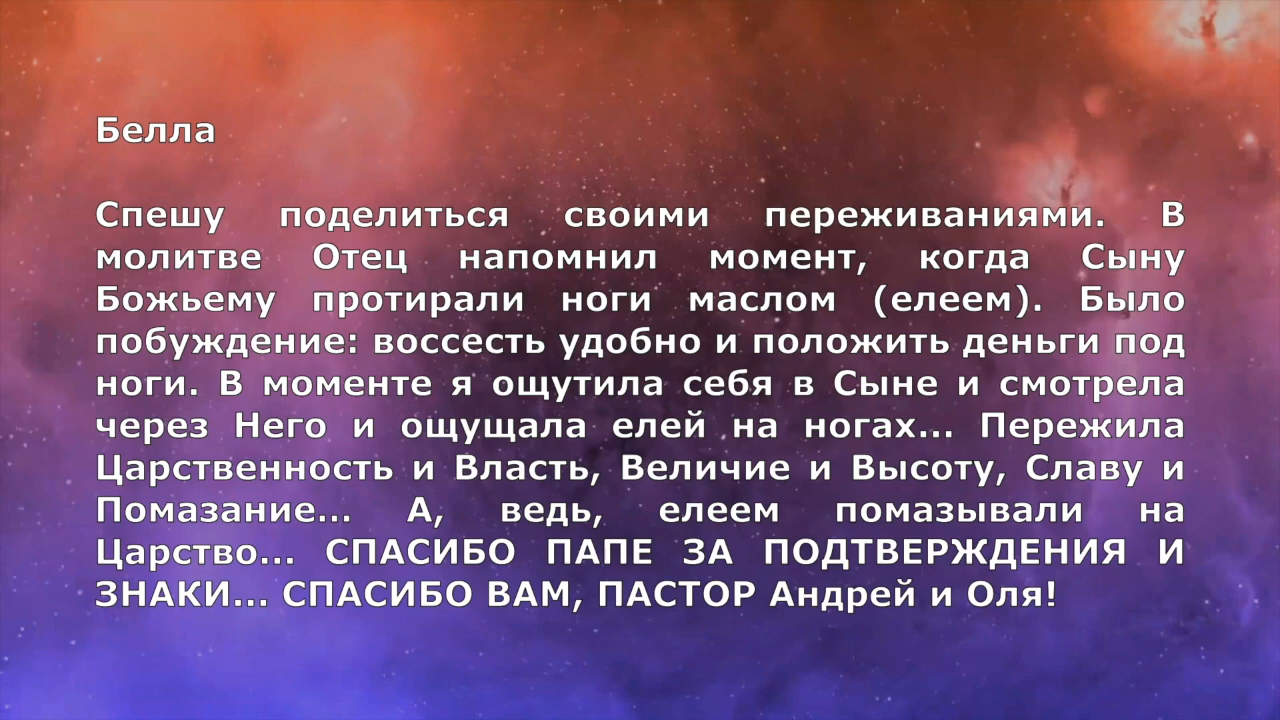 Белла
Спешу поделиться своими переживаниями. В
молитве Отец напомнил момент, когда Сыну
Божьему протирали ноги маслом (елеем). Было
побуждение: воссесть удобно и положить деньги под
ноги. В моменте я ощутила себя в Сыне и смотрела
через Него и ощущала елей на ногах... Пережила
Царственность и Власть, Величие и Высоту, Славу и
Помазание... А, ведь, елеем помазывали на
Царство... СПАСИБО ПАПЕ ЗА ПОДТВЕРЖДЕНИЯ И
ЗНАКИ... СПАСИБО ВАМ, ПАСТОР Андрей и Оля!